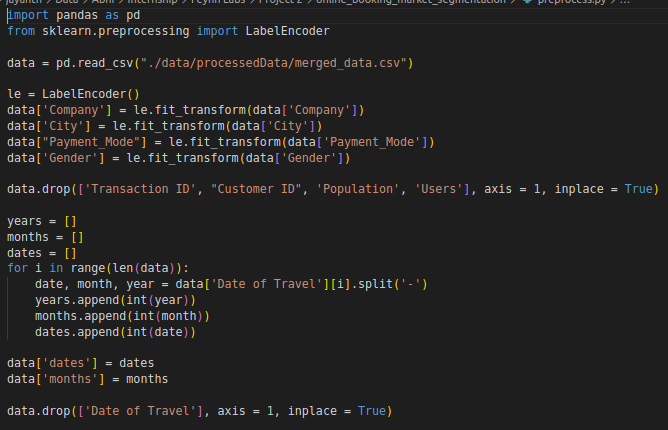 Data > Abhi > Internship > Feynn Labs > Project 2 > online_booking_market_segmentation > preprocess.py > ...
import pandas as pd
from sklearn.preprocessing import LabelEncoder
data = pd.read_csv("./data/processedData/merged_data.csv")
le = LabelEncoder()
data['Company'] = le.fit_transform(data['Company'])
data['City'] = le.fit_transform(data['City'])
data["Payment_Mode"] = le.fit_transform(data['Payment_Mode'])
data['Gender'] = le.fit_transform(data['Gender'])
data.drop(['Transaction ID', "Customer ID", 'Population', 'Users'], axis = 1, inplace = True)
years = []
months = []
dates = []
for i in range(len(data)):
    date, month, year = data['Date of Travel'][i].split('-')
    years.append(int(year))
    months.append(int(month))
    dates.append(int(date))
data['dates'] = dates
data['months'] = months
data.drop(['Date of Travel'], axis = 1, inplace = True)